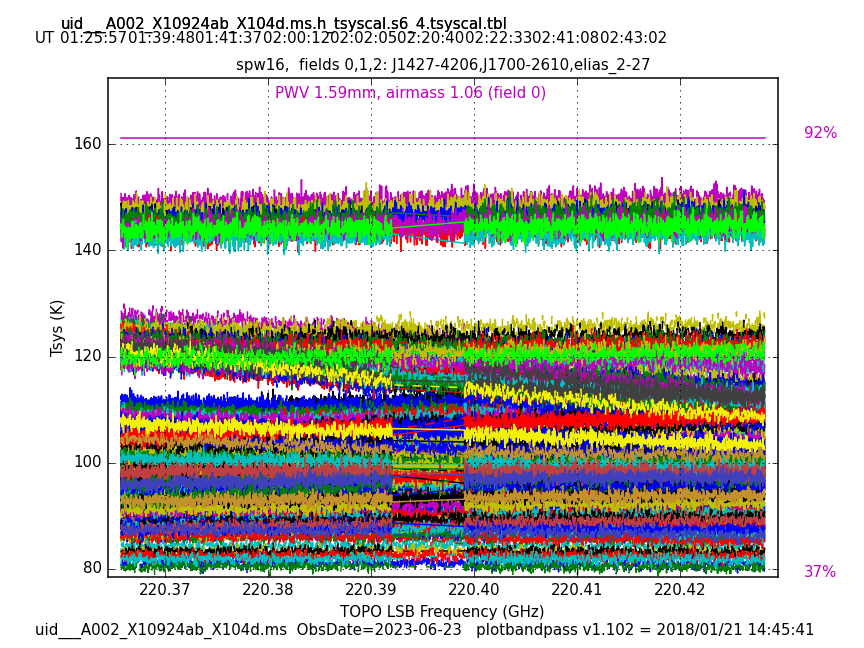 uid___A002_X10924ab_X104d.ms.h_tsyscal.s6_4.tsyscal.tbl
UT 01:25:5701:39:4801:41:3702:00:1202:02:0502:20:4002:22:3302:41:0802:43:02
spw16,  fields 0,1,2: J1427-4206,J1700-2610,elias_2-27
PWV 1.59mm, airmass 1.06 (field 0)
92%
160
140
120
100
80
Tsys (K)
37%
220.37 220.38 220.39 220.40 220.41 220.42
TOPO LSB Frequency (GHz)
uid___A002_X10924ab_X104d.ms  ObsDate=2023-06-23   plotbandpass v1.102 = 2018/01/21 14:45:41